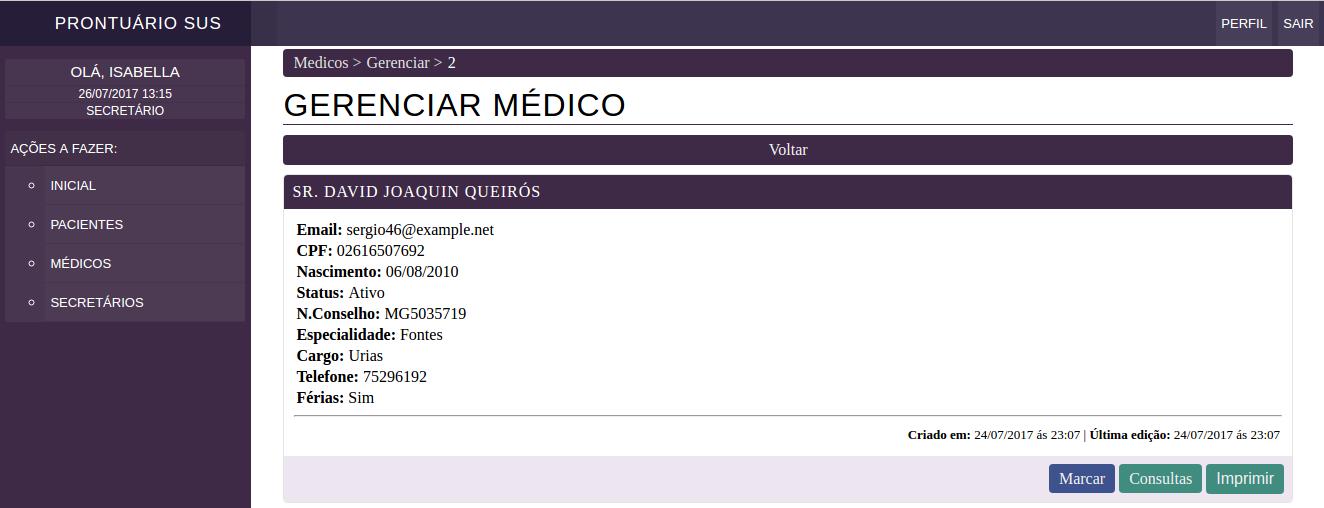 PRONTUÁRIO SUS
PERFIL SAIR
OLÁ, ISABELLA
26/07/2017 13:15
SECRETÁRIO
AÇÕES A FAZER:
INICIAL
PACIENTES
MÉDICOS
SECRETÁRIOS
Medicos > Gerenciar > 2
GERENCIAR MÉDICO
Voltar
SR. DAVID JOAQUIN QUEIRÓS
Email: sergio46@example.net
CPF: 02616507692
Nascimento: 06/08/2010
Status: Ativo
N.Conselho: MG5035719
Especialidade: Fontes
Cargo: Urias
Telefone: 75296192
Férias: Sim
Criado em: 24/07/2017 ás 23:07 | Última edição: 24/07/2017 ás 23:07
Marcar Consultas Imprimir